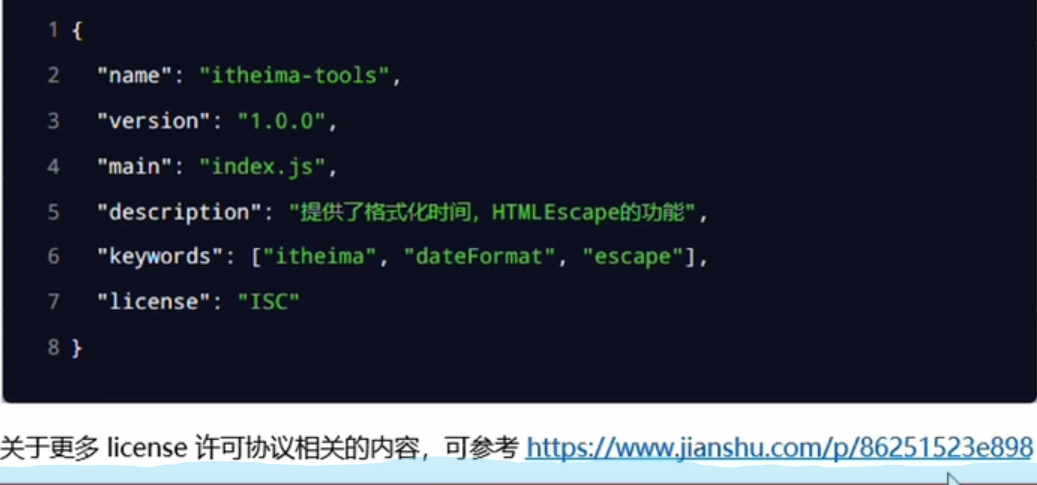 1 {
2 "name": "itheima-tools",
3 "version": "1.0.0",
4 "main": "index.js",
5 "description": "提供了格式化时间，HTMLEscape的功能",
6 "keywords": ["itheima", "dateFormat", "escape"],
7 "license": "ISC"
8 }
关于更多 license 许可协议相关的内容，可参考 https://www.jianshu.com/p/86251523e898